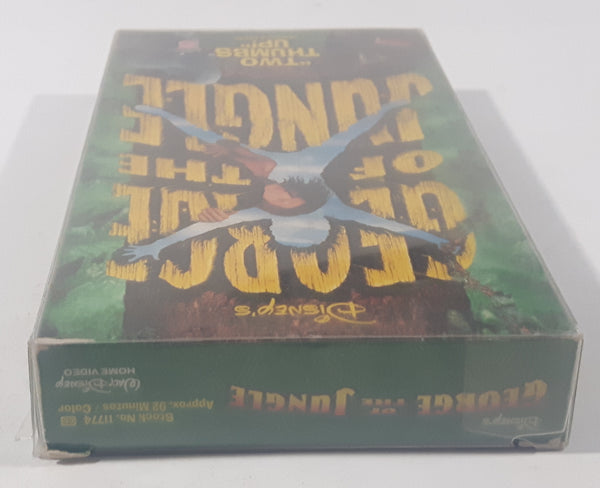 DISNEY'S
GEORGE
OF THE
JUNGLE
"TWO
THUMBS
UP!"
DISNEY'S
GEORGE OF THE JUNGLE
Stock No. 11774
Approx. 92 Minutes / Color
WALT DISNEY
HOME VIDEO